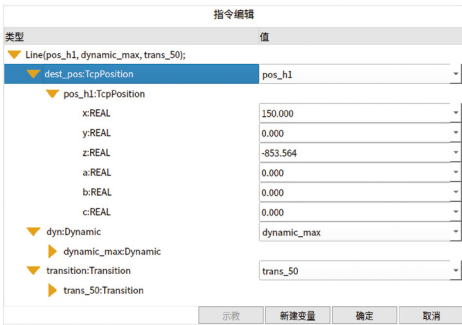 指令编辑
类型 值
Line(pos_h1, dynamic_max, trans_50);
dest_pos:TcpPosition pos_h1
pos_h1:TcpPosition
x:REAL 150.000
y:REAL 0.000
z:REAL -853.564
a:REAL 0.000
b:REAL 0.000
c:REAL 0.000
dyn:Dynamic dynamic_max
dynamic_max:Dynamic
transition:Transition trans_50
trans_50:Transition
示教 新建变量 确定 取消